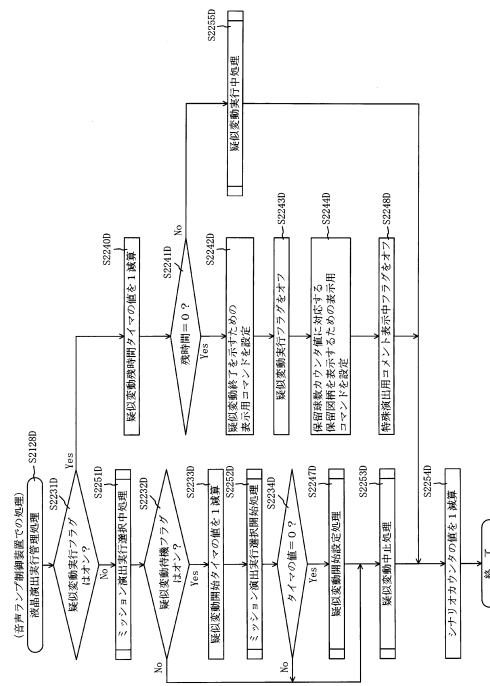 (音声ランプ制御装置での処理)
液晶演出実行管理処理
S2128D
疑似変動実行フラグ
はオン?
S2231D
Yes
No
ミッション演出実行選択中処理
S2251D
疑似変動待機フラグ
はオン?
S2232D
No
Yes
疑似変動開始タイマの値を1減算
S2233D
ミッション演出実行選択開始処理
S2252D
タイマの値=0?
S2234D
No
Yes
疑似変動開始設定処理
S2247D
疑似変動中止処理
S2253D
シナリオカウンタの値を1減算
S2254D
終 了
疑似変動残時間タイマの値を1減算
S2240D
残時間=0?
S2241D
No
Yes
疑似変動終了を示すための
表示用コマンドを設定
S2242D
疑似変動実行フラグをオフ
S2243D
保留球数カウンタ値に対応する
保留図柄を表示するための表示用
コマンドを設定
S2244D
特殊演出用コメント表示中フラグをオフ
S2248D
疑似変動実行中処理
S2255D